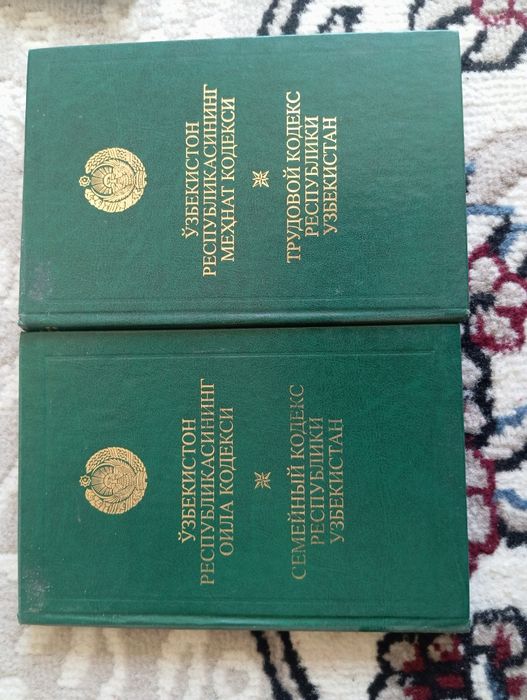 ЎЗБЕКИСТОН
РЕСПУБЛИКАСИНИНГ
МЕҲНАТ КОДЕКСИ
ТРУДОВОЙ КОДЕКС
РЕСПУБЛИКИ
УЗБЕКИСТАН
ЎЗБЕКИСТОН
РЕСПУБЛИКАСИНИНГ
ОИЛА КОДЕКСИ
СЕМЕЙНЫЙ КОДЕКС
РЕСПУБЛИКИ
УЗБЕКИСТАН